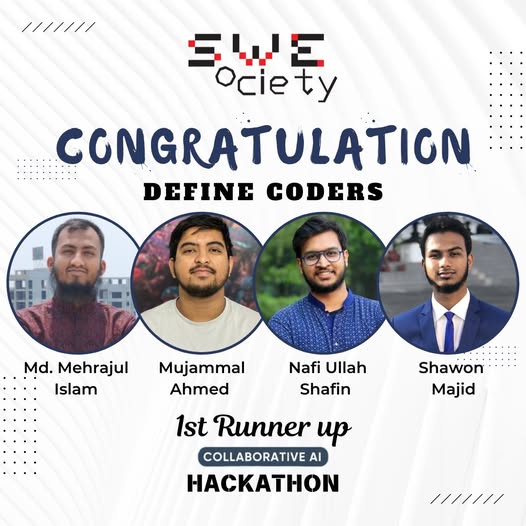 SWE
Ociety
CONGRATULATION
DEFINE CODERS
Md. Mehrajul
Islam
Mujammal
Ahmed
Nafi Ullah
Shafin
Shawon
Majid
1st Runner up
COLLABORATIVE AI
HACKATHON